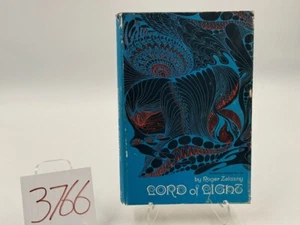 by Roger Zelazny
LORD of LIGHT
3766